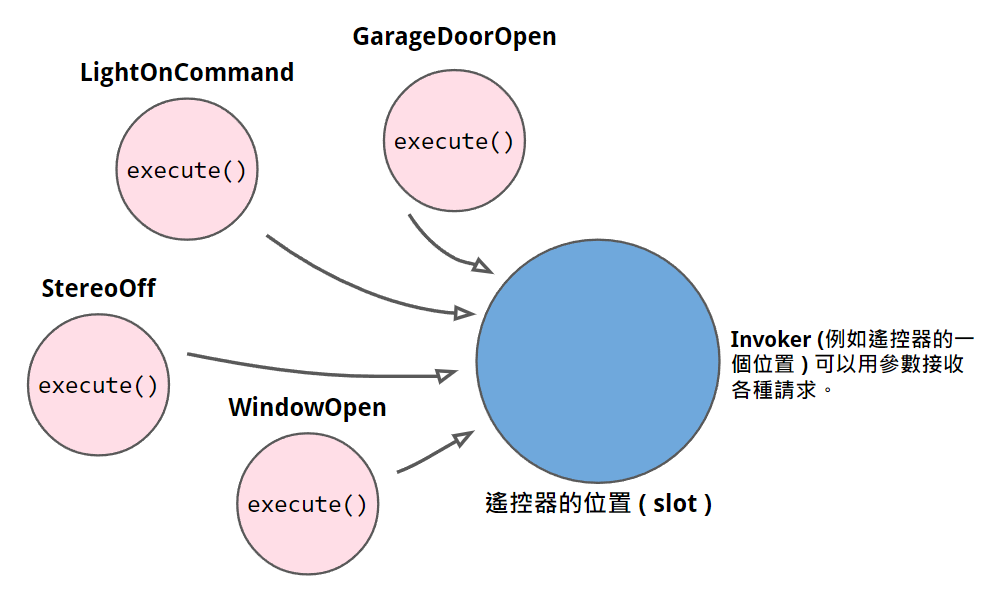 GarageDoorOpen
LightOnCommand
execute()
execute()
StereoOff
execute()
WindowOpen
execute()
Invoker (例如遙控器的一
個位置 ) 可以用參數接收
各種請求。
遙控器的位置 ( slot )